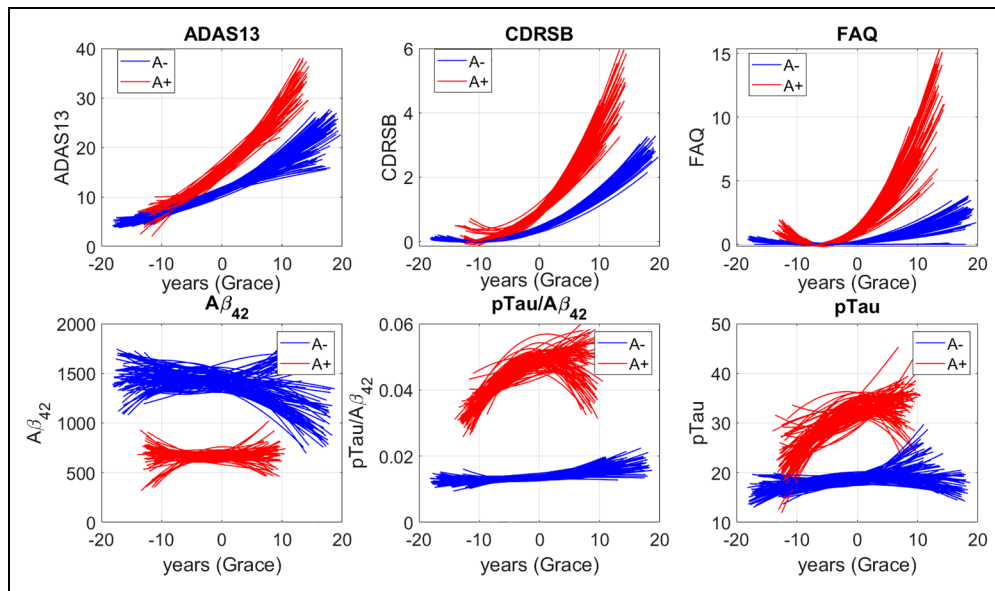 ADAS13
A-
A+
ADAS13
40
30
20
10
0
-20 -10 0 10 20
years (Grace)
CDRSB
A-
A+
CDRSB
6
4
2
0
-20 -10 0 10 20
years (Grace)
FAQ
A-
A+
FAQ
15
10
5
0
-20 -10 0 10 20
years (Grace)
Aβ42
A-
A+
Aβ42
2000
1500
1000
500
0
-20 -10 0 10 20
years (Grace)
pTau/Aβ42
A-
A+
pTau/Aβ42
0.06
0.04
0.02
0
-20 -10 0 10 20
years (Grace)
pTau
A-
A+
pTau
50
40
30
20
10
-20 -10 0 10 20
years (Grace)